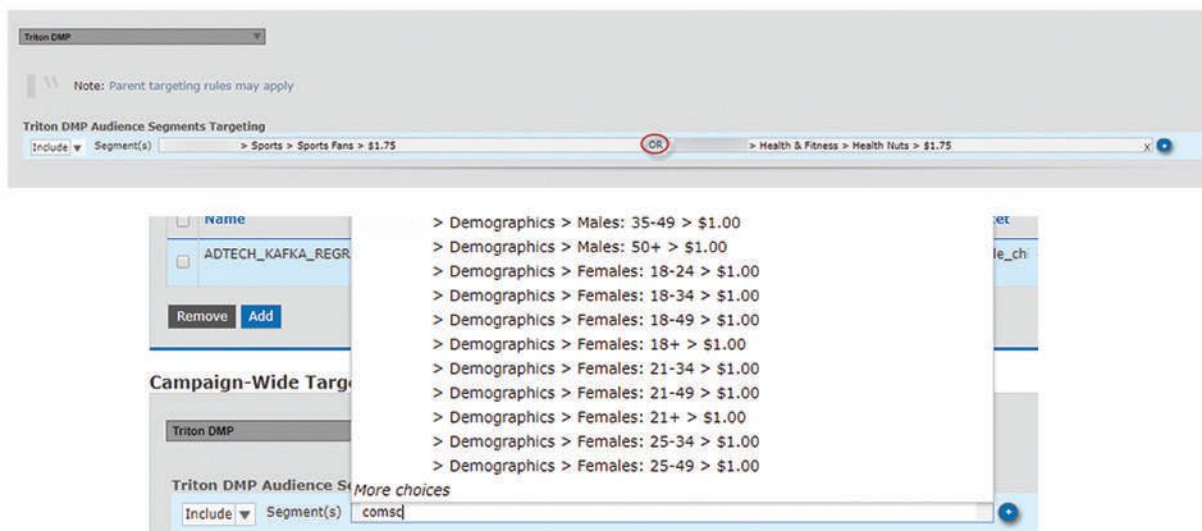 Triton DMP
Note: Parent targeting rules may apply
Triton DMP Audience Segments Targeting
Include Segment(s) > Sports > Sports Fans > $1.75 OR > Health & Fitness > Health Nuts > $1.75 x
Name
> Demographics > Males: 35-49 > $1.00
> Demographics > Males: 50+ > $1.00
ADTECH_KAFKA_REGR
> Demographics > Females: 18-24 > $1.00
> Demographics > Females: 18-34 > $1.00
> Demographics > Females: 18-49 > $1.00
Remove Add
> Demographics > Females: 18+ > $1.00
> Demographics > Females: 21-34 > $1.00
> Demographics > Females: 21-49 > $1.00
Campaign-Wide Targ
> Demographics > Females: 21+ > $1.00
Triton DMP
> Demographics > Females: 25-34 > $1.00
> Demographics > Females: 25-49 > $1.00
Triton DMP Audience S
More choices
Include Segment(s) comsc